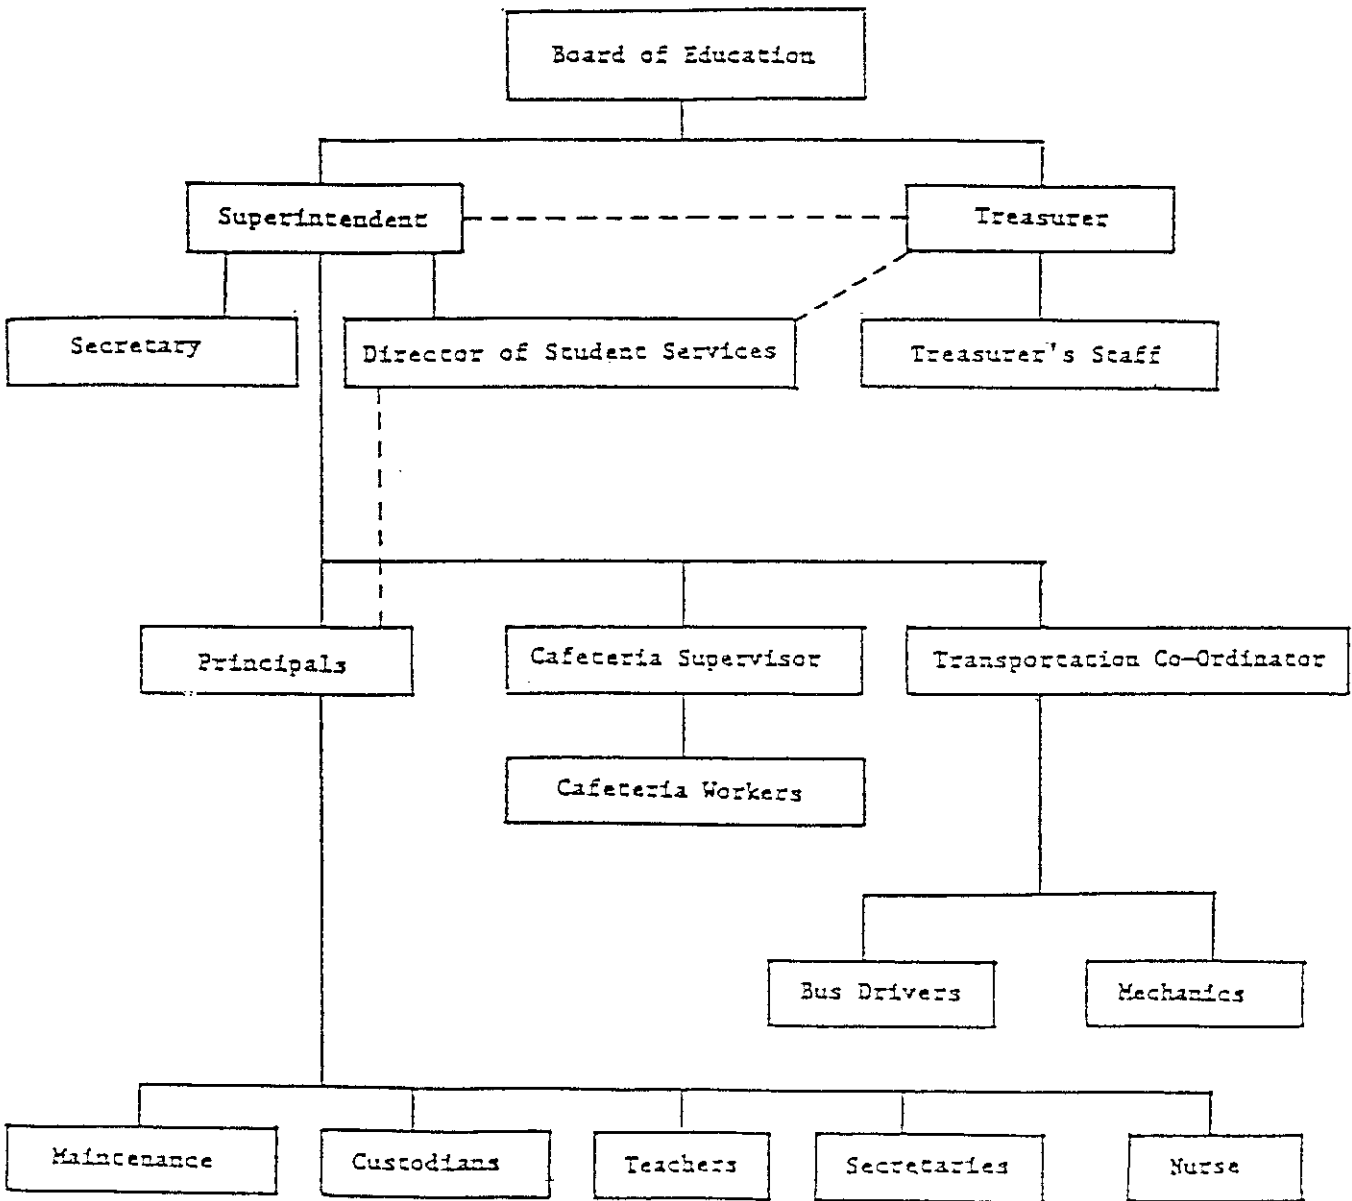 Board of Education
Superintendent
Treasurer
Secretary
Director of Student Services
Treasurer's Staff
Principals
Cafeteria Supervisor
Transportation Co-Ordinator
Cafeteria Workers
Bus Drivers
Mechanics
Maintenance
Custodians
Teachers
Secretaries
Nurse